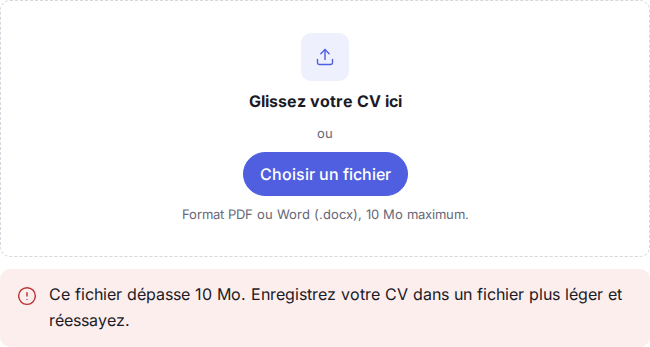 Glissez votre CV ici
ou
Choisir un fichier
Format PDF ou Word (.docx), 10 Mo maximum.
Ce fichier dépasse 10 Mo. Enregistrez votre CV dans un fichier plus léger et
réessayez.